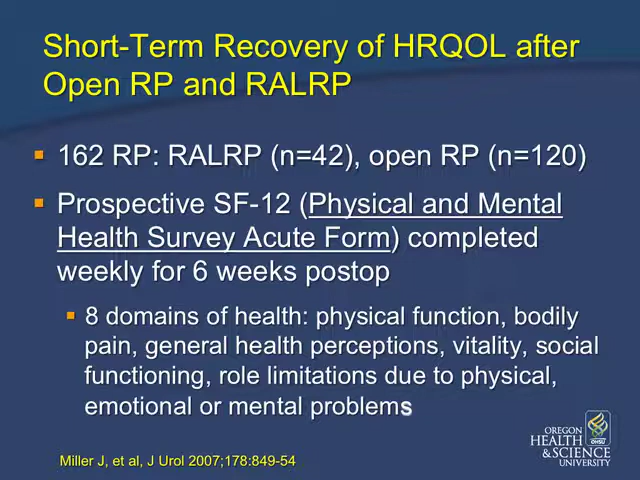 Short-Term Recovery of HRQOL after
Open RP and RALRP
162 RP: RALRP (n=42), open RP (n=120)
Prospective SF-12 (Physical and Mental
Health Survey Acute Form) completed
weekly for 6 weeks postop
8 domains of health: physical function, bodily
pain, general health perceptions, vitality, social
functioning, role limitations due to physical,
emotional or mental problems
Miller J, et al, J Urol 2007;178:849-54
OHSU
OREGON
HEALTH
& SCIENCE
UNIVERSITY